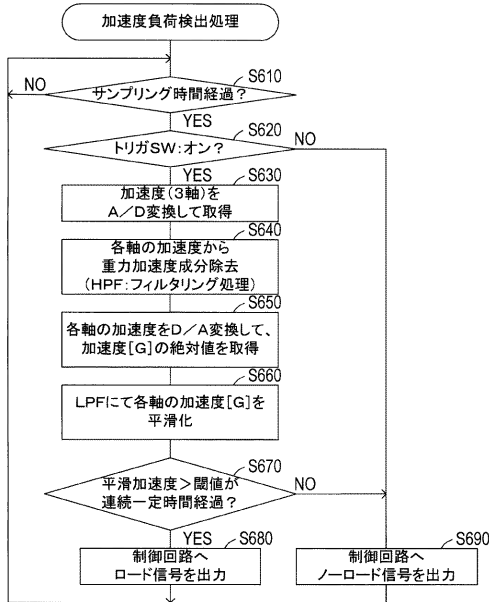 加速度負荷検出処理
S610
NO
サンプリング時間経過？
YES
S620
NO
トリガSW:オン？
YES
S630
加速度(3軸)を
A／D変換して取得
S640
各軸の加速度から
重力加速度成分除去
(HPF:フィルタリング処理)
S650
各軸の加速度をD／A変換して、
加速度[G]の絶対値を取得
S660
LPFにて各軸の加速度[G]を
平滑化
S670
NO
平滑加速度＞閾値が
連続一定時間経過？
YES
S680
制御回路へ
ロード信号を出力
S690
制御回路へ
ノーロード信号を出力